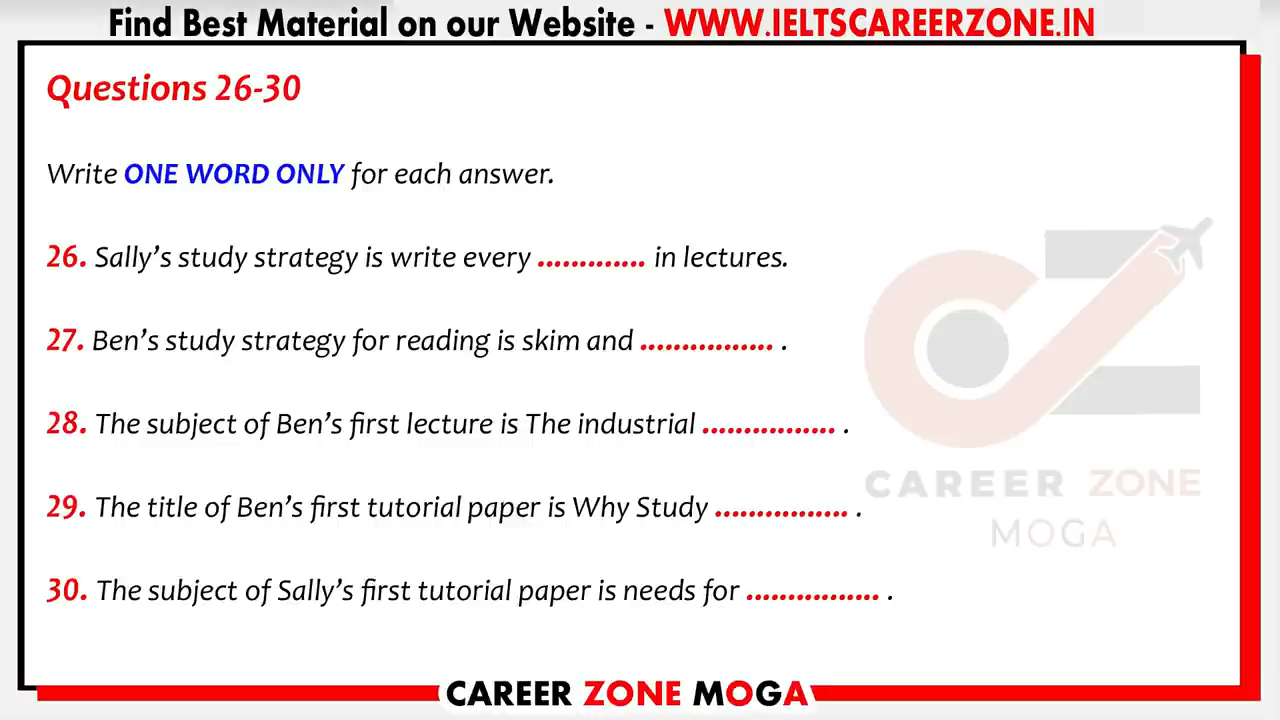 Find Best Material on our Website - WWW.IELTSCAREERZONE.IN
Questions 26-30
Write ONE WORD ONLY for each answer.
26. Sally's study strategy is write every ............. in lectures.
27. Ben's study strategy for reading is skim and ................ .
28. The subject of Ben's first lecture is The industrial ................ .
29. The title of Ben's first tutorial paper is Why Study ................ .
30. The subject of Sally's first tutorial paper is needs for ................ .
CAREER ZONE
MOGA
CAREER ZONE MOGA